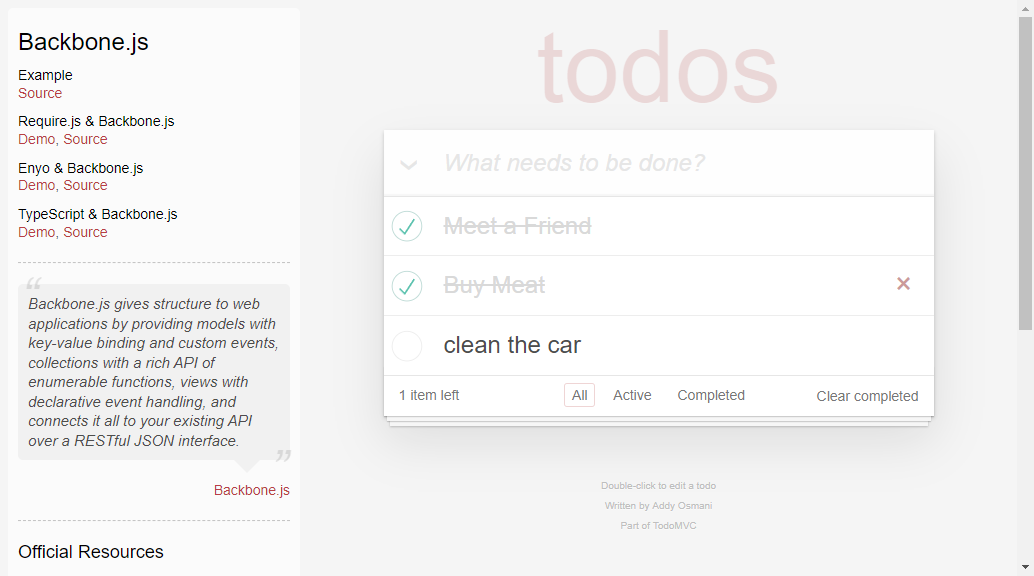 Backbone.js
Example
Source
Require.js & Backbone.js
Demo, Source
Enyo & Backbone.js
Demo, Source
TypeScript & Backbone.js
Demo, Source
“
Backbone.js gives structure to web
applications by providing models with
key-value binding and custom events,
collections with a rich API of
enumerable functions, views with
declarative event handling, and
connects it all to your existing API
over a RESTful JSON interface.
”
Backbone.js
Official Resources
todos
What needs to be done?
Meet a Friend
Buy Meat
clean the car
1 item left All Active Completed Clear completed
Double-click to edit a todo
Written by Addy Osmani
Part of TodoMVC